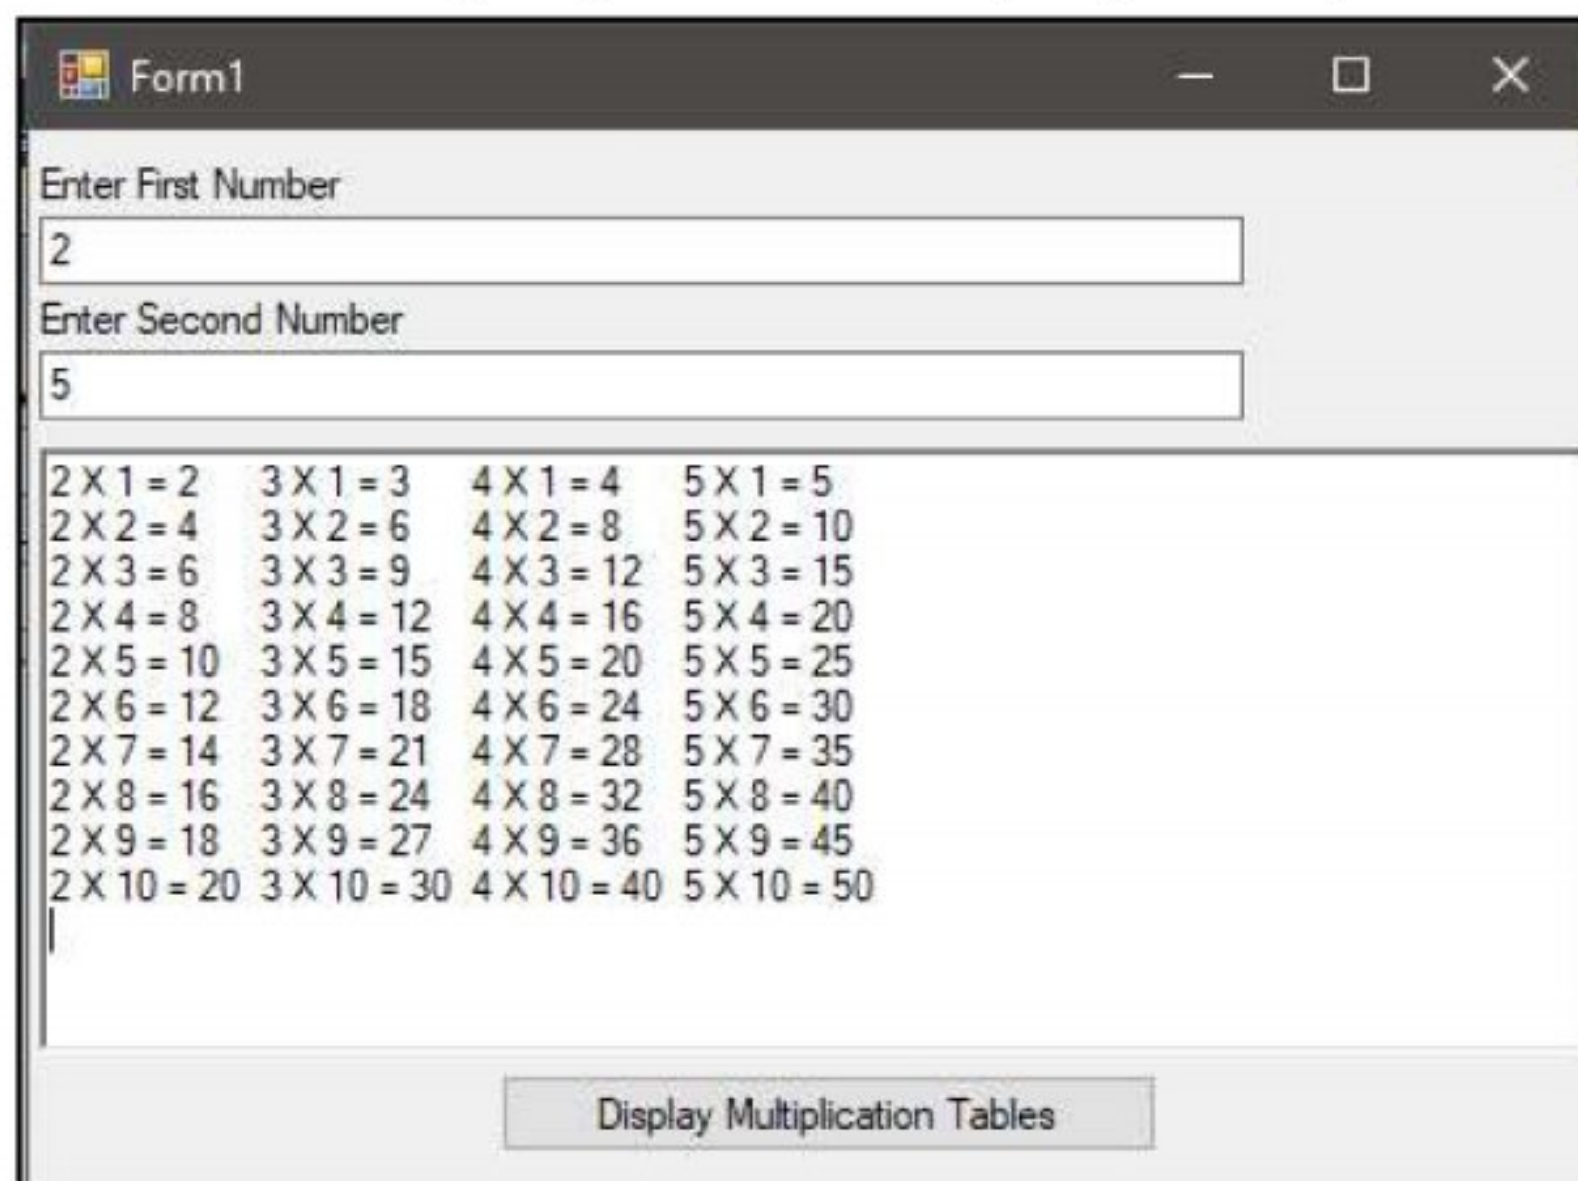 Form1
Enter First Number
2
Enter Second Number
5
2 X 1 = 2 3 X 1 = 3 4 X 1 = 4 5 X 1 = 5
2 X 2 = 4 3 X 2 = 6 4 X 2 = 8 5 X 2 = 10
2 X 3 = 6 3 X 3 = 9 4 X 3 = 12 5 X 3 = 15
2 X 4 = 8 3 X 4 = 12 4 X 4 = 16 5 X 4 = 20
2 X 5 = 10 3 X 5 = 15 4 X 5 = 20 5 X 5 = 25
2 X 6 = 12 3 X 6 = 18 4 X 6 = 24 5 X 6 = 30
2 X 7 = 14 3 X 7 = 21 4 X 7 = 28 5 X 7 = 35
2 X 8 = 16 3 X 8 = 24 4 X 8 = 32 5 X 8 = 40
2 X 9 = 18 3 X 9 = 27 4 X 9 = 36 5 X 9 = 45
2 X 10 = 20 3 X 10 = 30 4 X 10 = 40 5 X 10 = 50
Display Multiplication Tables